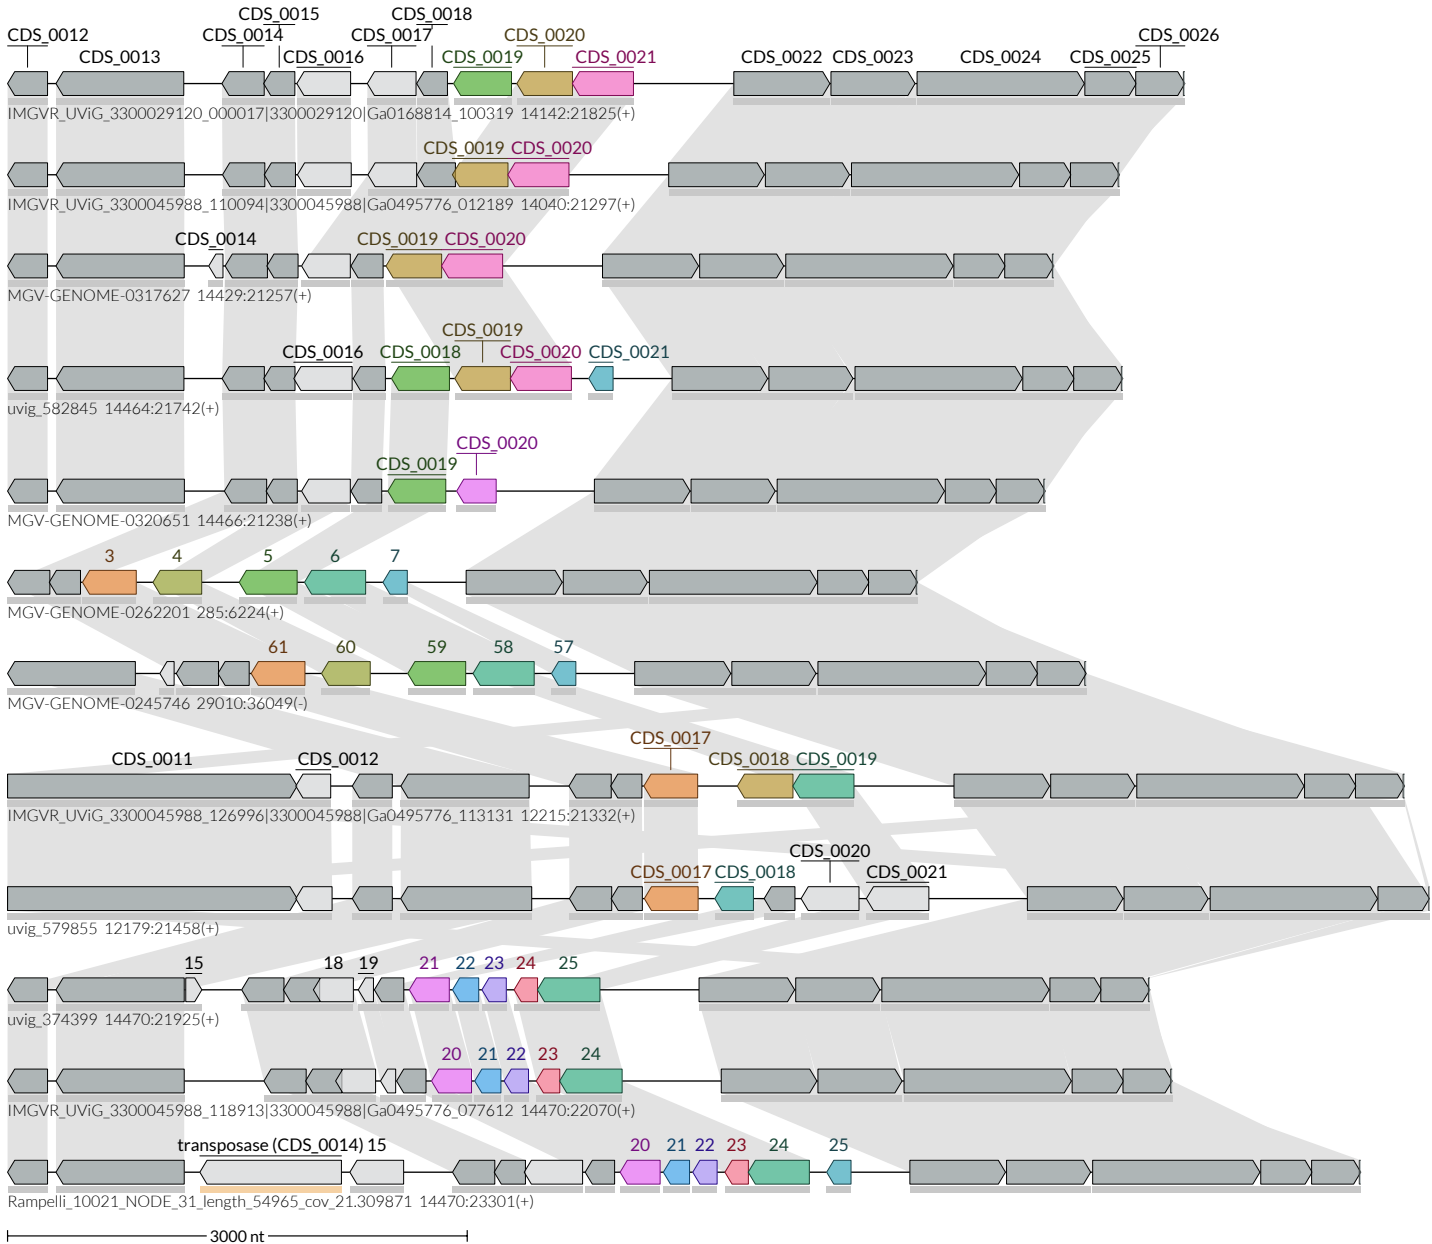 CDS_0015 CDS_0018
CDS_0012 CDS_0014 CDS_0017 CDS_0020 CDS_0026
CDS_0013 CDS_0016 CDS_0019 CDS_0021 CDS_0022 CDS_0023 CDS_0024 CDS_0025
IMGVR_UViG_3300029120_000017|3300029120|Ga0168814_100319 14142:21825(+)
CDS_0019 CDS_0020
IMGVR_UViG_3300045988_110094|3300045988|Ga0495776_012189 14040:21297(+)
CDS_0014 CDS_0019 CDS_0020
MGV-GENOME-0317627 14429:21257(+)
CDS_0019
CDS_0016 CDS_0018 CDS_0020 CDS_0021
uvig_582845 14464:21742(+)
CDS_0020
CDS_0019
MGV-GENOME-0320651 14466:21238(+)
3 4 5 6 7
MGV-GENOME-0262201 285:6224(+)
61 60 59 58 57
MGV-GENOME-0245746 29010:36049(-)
CDS_0017
CDS_0011 CDS_0012 CDS_0018 CDS_0019
IMGVR_UViG_3300045988_126996|3300045988|Ga0495776_113131 12215:21332(+)
CDS_0020
CDS_0017 CDS_0018 CDS_0021
uvig_579855 12179:21458(+)
15 18 19 21 22 23 24 25
uvig_374399 14470:21925(+)
20 21 22 23 24
IMGVR_UViG_3300045988_118913|3300045988|Ga0495776_077612 14470:22070(+)
transposase (CDS_0014) 15 20 21 22 23 24 25
Rampelli_10021_NODE_31_length_54965_cov_21.309871 14470:23301(+)
3000 nt